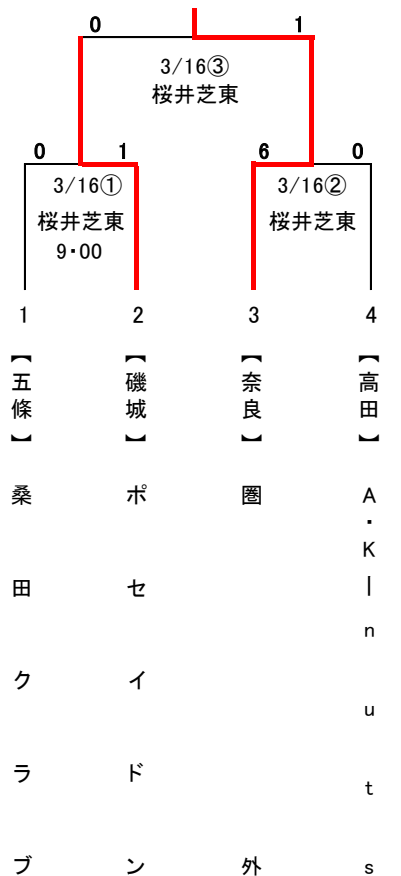 0 1
3/16③
桜井芝東
0 1 6 0
3/16① 3/16②
桜井芝東 桜井芝東
9・00
1 2 3 4
【五條】桑田クラブ
【磯城】ポセイドン
【奈良】圏外
【高田】A・K―nuts